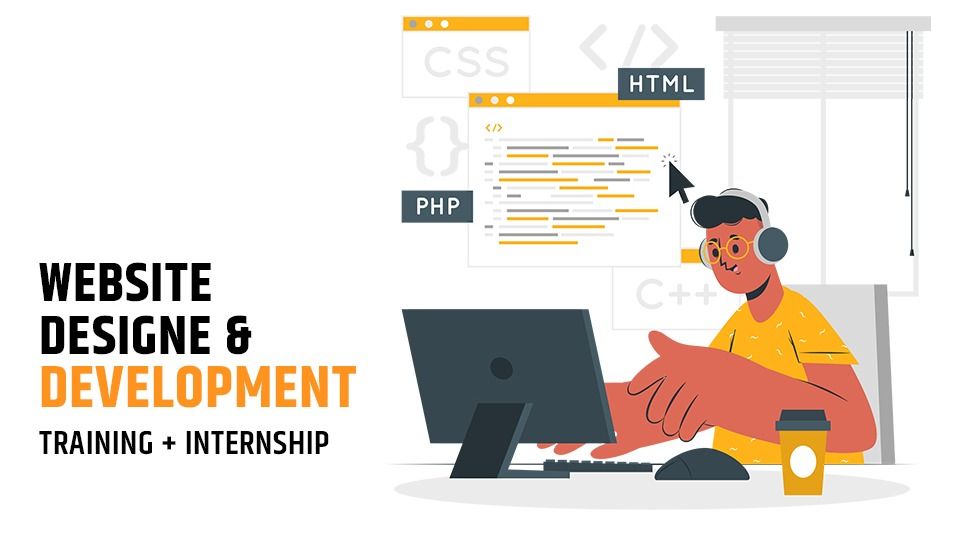 WEBSITE
DESIGNE &
DEVELOPMENT
TRAINING + INTERNSHIP
CSS
</>
HTML
</>
{}
PHP
C++